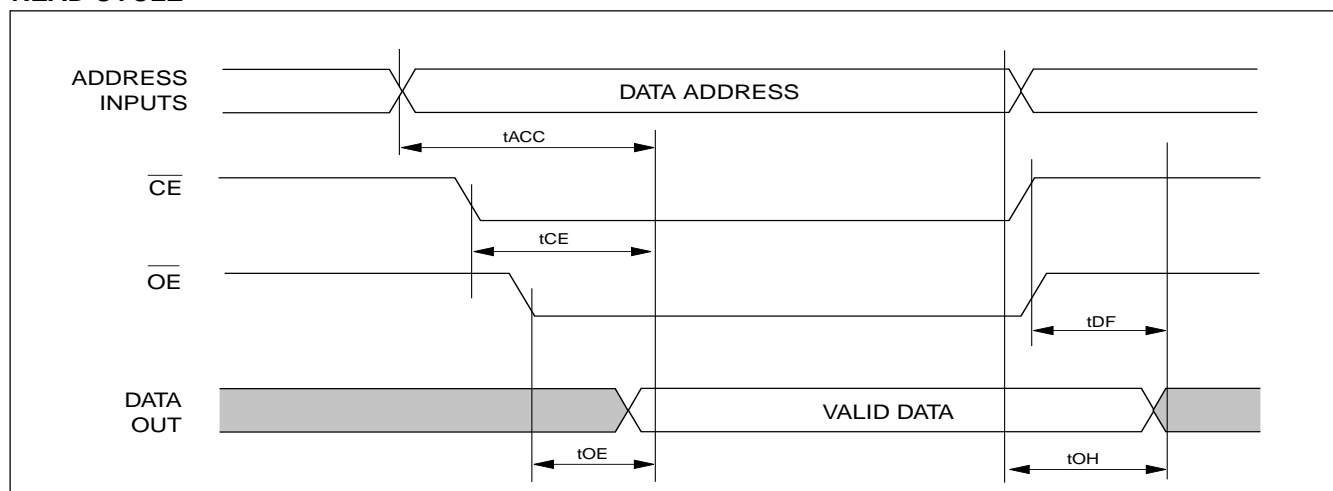 READ CYCLE
ADDRESS
INPUTS
DATA ADDRESS
tACC
CE
tCE
OE
tDF
DATA
OUT
VALID DATA
tOE
tOH